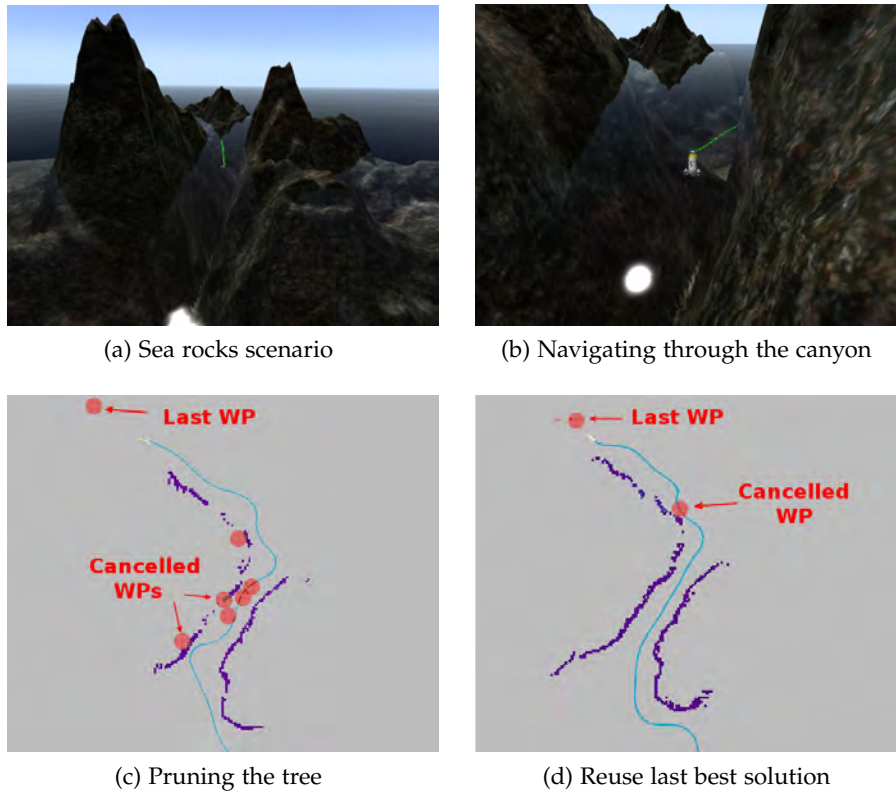 (a) Sea rocks scenario
(b) Navigating through the canyon
Last WP
Cancelled
WPs
(c) Pruning the tree
Last WP
Cancelled
WP
(d) Reuse last best solution